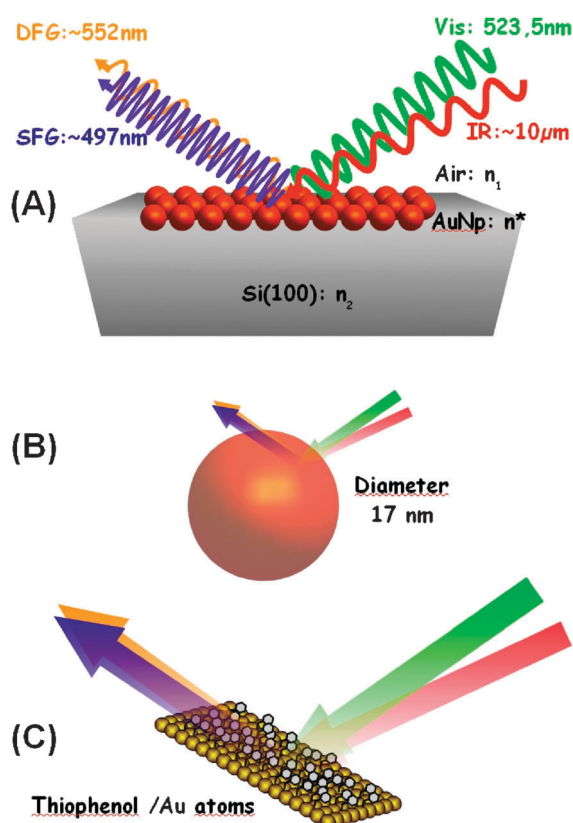 DFG:~552nm
Vis: 523,5nm
SFG:~497nm
IR:~10µm
Air: n1
(A)
AuNp: n*
Si(100): n2
(B)
Diameter
17 nm
(C)
Thiophenol /Au atoms